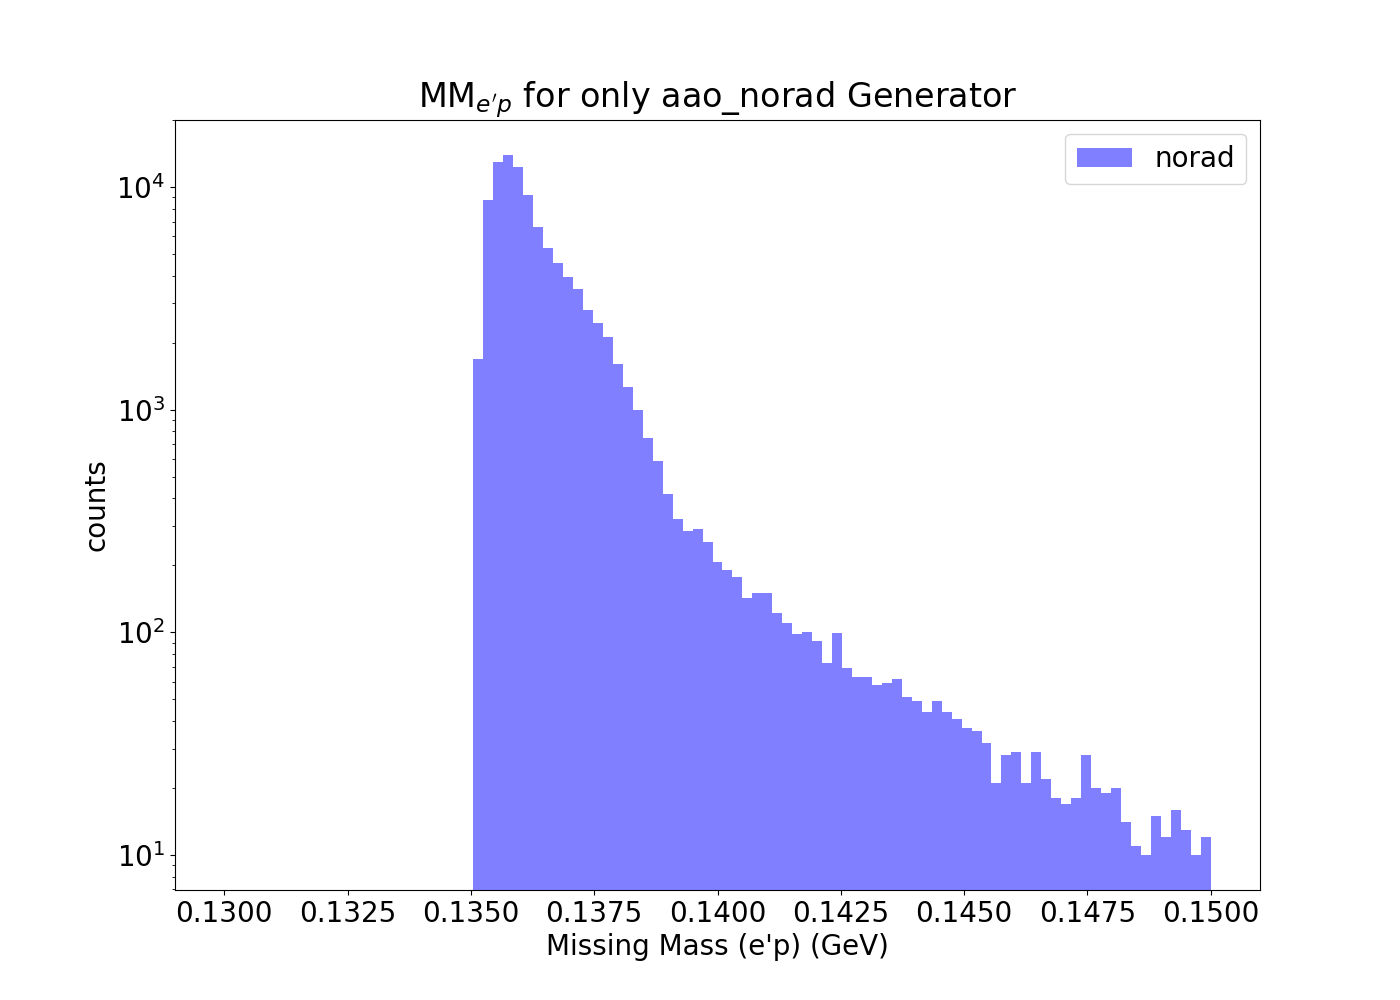 MM_{e'p} for only aao_norad Generator
norad
10^4
10^3
10^2
10^1
counts
0.1300 0.1325 0.1350 0.1375 0.1400 0.1425 0.1450 0.1475 0.1500
Missing Mass (e'p) (GeV)